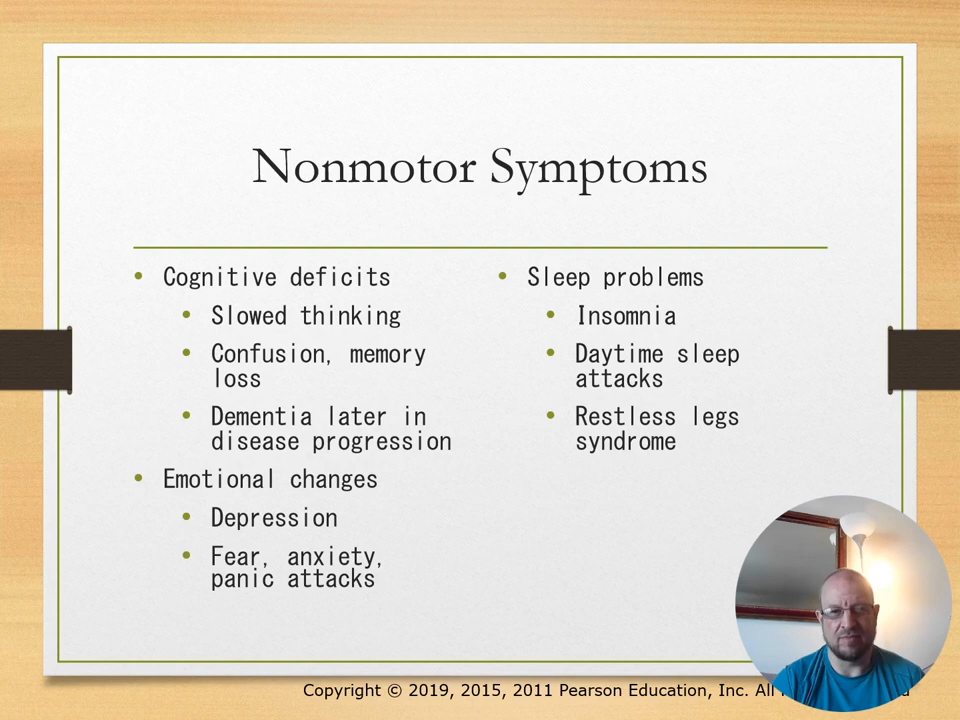 Nonmotor Symptoms
Cognitive deficits
Slowed thinking
Confusion, memory
loss
Dementia later in
disease progression
Emotional changes
Depression
Fear, anxiety,
panic attacks
Sleep problems
Insomnia
Daytime sleep
attacks
Restless legs
syndrome
Copyright © 2019, 2015, 2011 Pearson Education, Inc. All